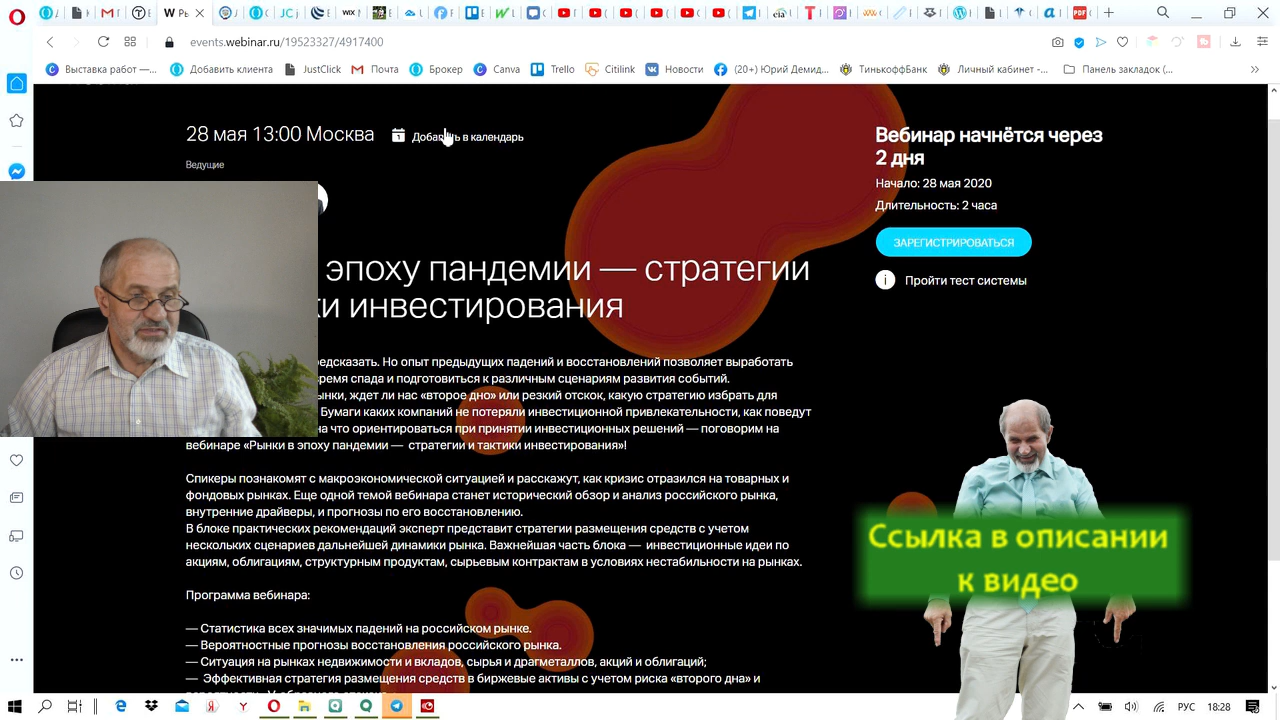 events.webinar.ru/19523327/4917400
Выставка работ —... Добавить клиента JustClick Почта Брокер Canva Trello Citilink Новости (20+) Юрий Демид... ТинькоффБанк Личный кабинет -... Панель закладок (...
28 мая 13:00 Москва
Добавить в календарь
Ведущие
эпоху пандемии — стратегии
ки инвестирования
редсказать. Но опыт предыдущих падений и восстановлений позволяет выработать
время спада и подготовиться к различным сценариям развития событий.
ынки, ждет ли нас «второе дно» или резкий отскок, какую стратегию избрать для
Бумаги каких компаний не потеряли инвестиционной привлекательности, как поведут
на что ориентироваться при принятии инвестиционных решений — поговорим на
вебинаре «Рынки в эпоху пандемии — стратегии и тактики инвестирования»!
Спикеры познакомят с макроэкономической ситуацией и расскажут, как кризис отразился на товарных и
фондовых рынках. Еще одной темой вебинара станет исторический обзор и анализ российского рынка,
внутренние драйверы, и прогнозы по его восстановлению.
В блоке практических рекомендаций эксперт представит стратегии размещения средств с учетом
нескольких сценариев дальнейшей динамики рынка. Важнейшая часть блока — инвестиционные идеи по
акциям, облигациям, структурным продуктам, сырьевым контрактам в условиях нестабильности на рынках.
Программа вебинара:
— Статистика всех значимых падений на российском рынке.
— Вероятностные прогнозы восстановления российского рынка.
— Ситуация на рынках недвижимости и вкладов, сырья и драгметаллов, акций и облигаций;
— Эффективная стратегия размещения средств в биржевые активы с учетом риска «второго дна» и
Вебинар начнётся через
2 дня
Начало: 28 мая 2020
Длительность: 2 часа
ЗАРЕГИСТРИРОВАТЬСЯ
Пройти тест системы
Ссылка в описании
к видео
РУС 18:28